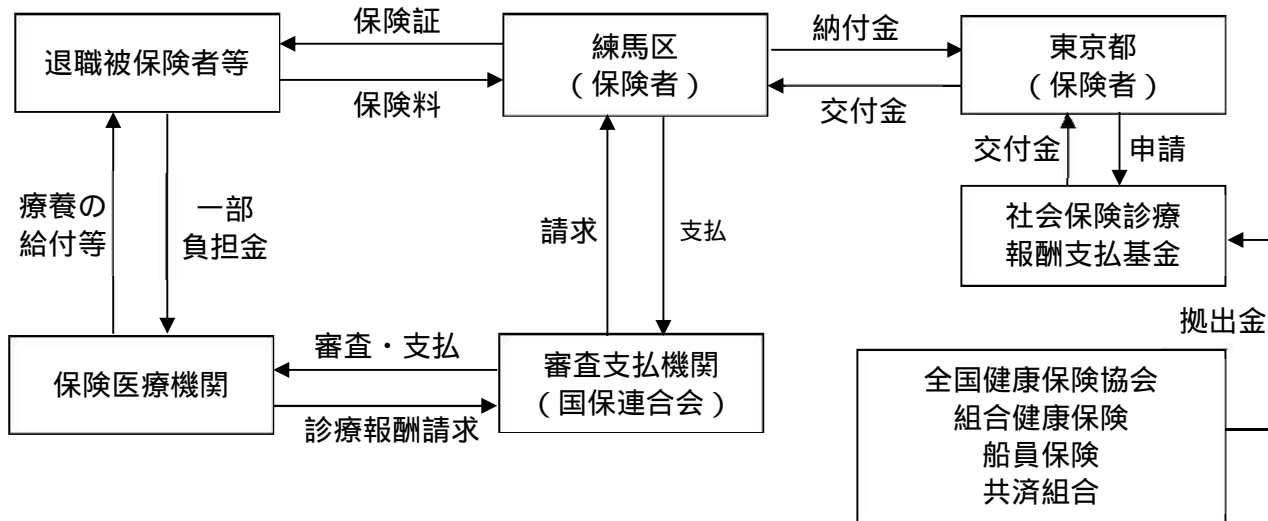 保険証
納付金
退職被保険者等
練馬区
（保険者）
東京都
（保険者）
保険料
交付金
交付金
申請
療養の
給付等
一部
負担金
請求
支払
社会保険診療
報酬支払基金
拠出金
審査・支払
保険医療機関
審査支払機関
（国保連合会）
診療報酬請求
全国健康保険協会
組合健康保険
船員保険
共済組合